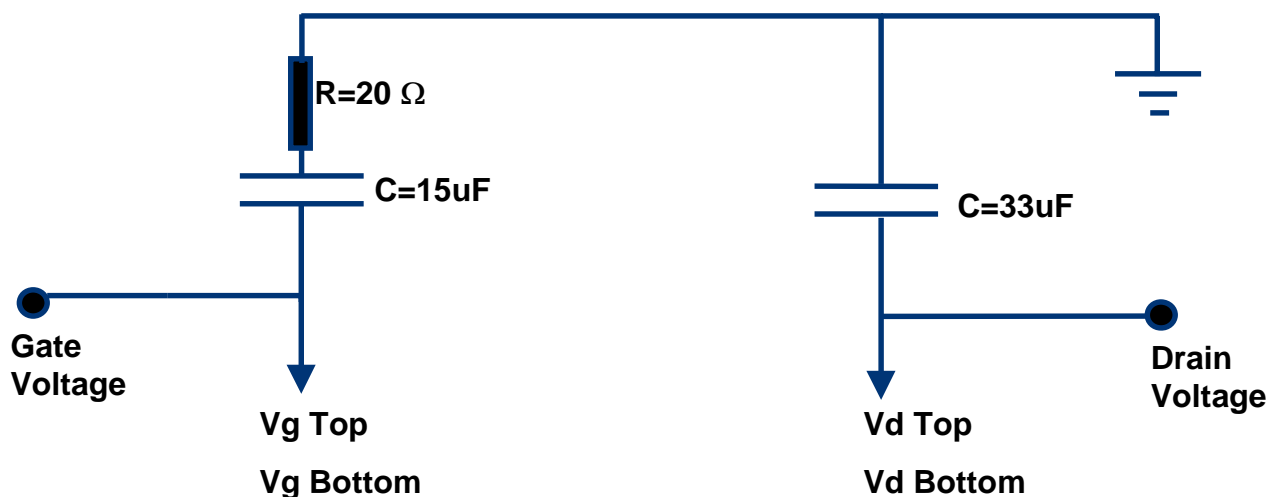 R=20 Ω
C=15uF
C=33uF
Gate
Voltage
Drain
Voltage
Vg Top
Vg Bottom
Vd Top
Vd Bottom